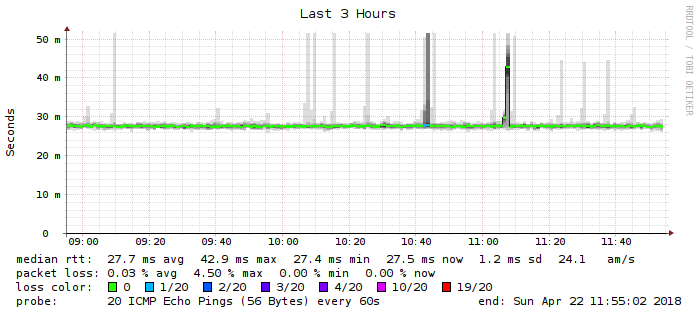 Last 3 Hours
RRDTOOL / TOBI OETIKER
Seconds
50 m
40 m
30 m
20 m
10 m
0
09:00 09:20 09:40 10:00 10:20 10:40 11:00 11:20 11:40
median rtt: 27.7 ms avg 42.9 ms max 27.4 ms min 27.5 ms now 1.2 ms sd 24.1 am/s
packet loss: 0.03 % avg 4.50 % max 0.00 % min 0.00 % now
loss color: 0 1/20 2/20 3/20 4/20 10/20 19/20
probe: 20 ICMP Echo Pings (56 Bytes) every 60s end: Sun Apr 22 11:55:02 2018